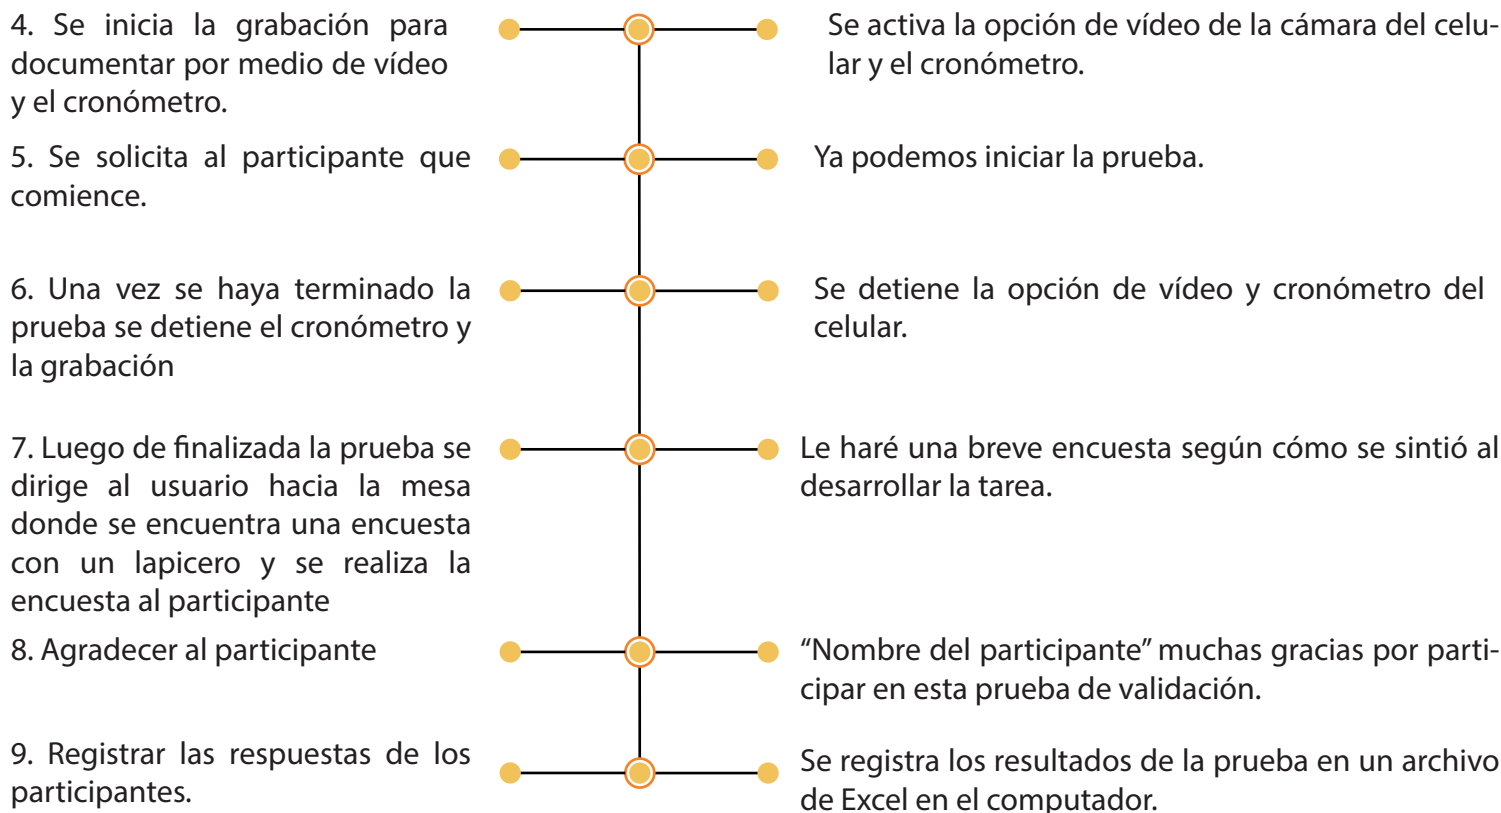 4. Se inicia la grabación para
documentar por medio de vídeo
y el cronómetro.
Se activa la opción de vídeo de la cámara del celu-
lar y el cronómetro.
5. Se solicita al participante que
comience.
Ya podemos iniciar la prueba.
6. Una vez se haya terminado la
prueba se detiene el cronómetro y
la grabación
Se detiene la opción de vídeo y cronómetro del
celular.
7. Luego de finalizada la prueba se
dirige al usuario hacia la mesa
donde se encuentra una encuesta
con un lapicero y se realiza la
encuesta al participante
Le haré una breve encuesta según cómo se sintió al
desarrollar la tarea.
8. Agradecer al participante
“Nombre del participante” muchas gracias por parti-
cipar en esta prueba de validación.
9. Registrar las respuestas de los
participantes.
Se registra los resultados de la prueba en un archivo
de Excel en el computador.